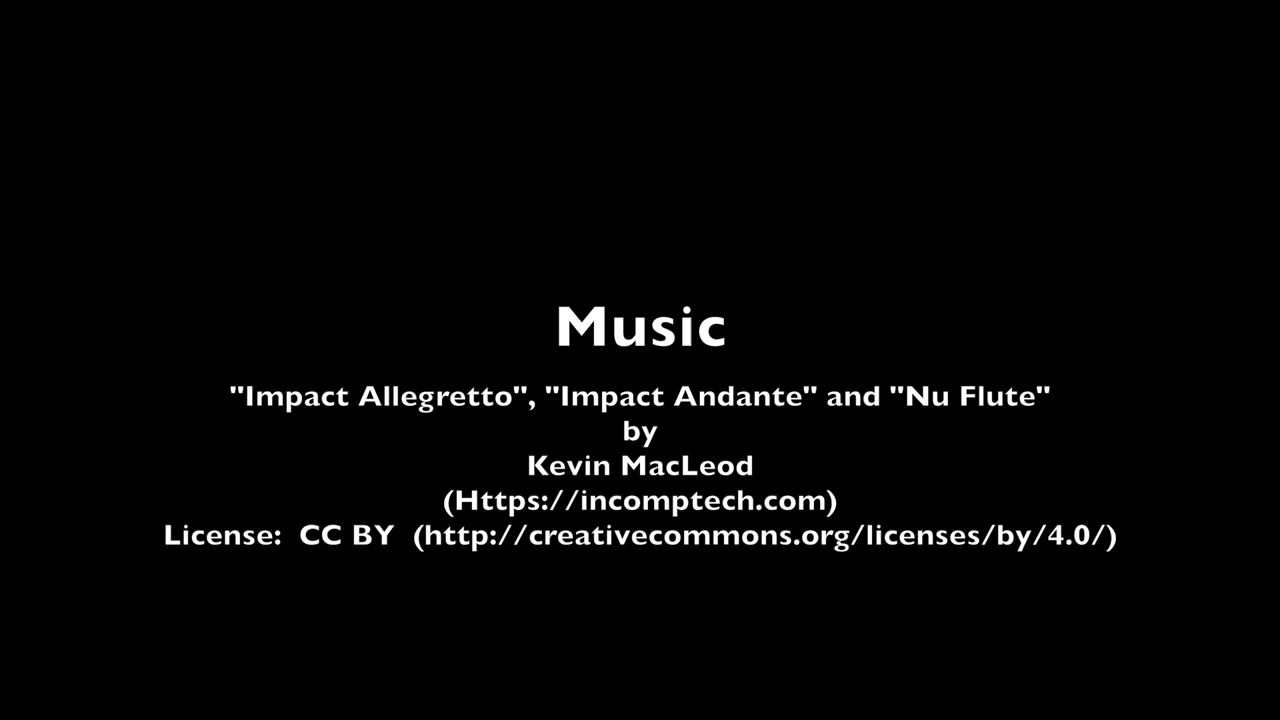 Music
"Impact Allegretto", "Impact Andante" and "Nu Flute"
by
Kevin MacLeod
(Https://incomptech.com)
License:  CC BY  (http://creativecommons.org/licenses/by/4.0/)